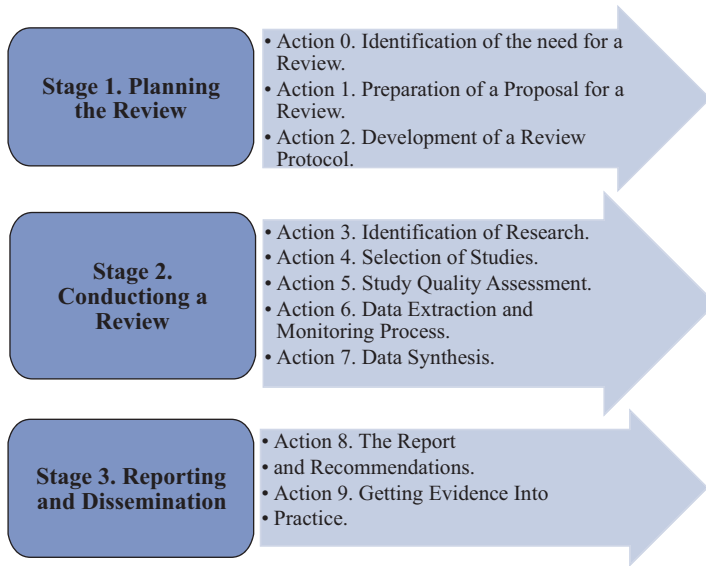 Stage 1. Planning
the Review
• Action 0. Identification of the need for a
Review.
• Action 1. Preparation of a Proposal for a
Review.
• Action 2. Development of a Review
Protocol.
Stage 2.
Conductiong a
Review
• Action 3. Identification of Research.
• Action 4. Selection of Studies.
• Action 5. Study Quality Assessment.
• Action 6. Data Extraction and
Monitoring Process.
• Action 7. Data Synthesis.
Stage 3. Reporting
and Dissemination
• Action 8. The Report
• and Recommendations.
• Action 9. Getting Evidence Into
• Practice.